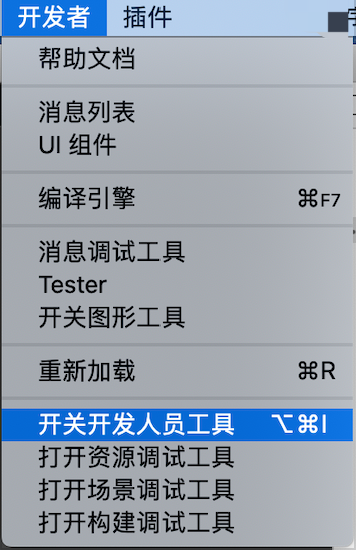 开发者 插件
帮助文档
消息列表
UI 组件
编译引擎 ⌘F7
消息调试工具
Tester
开关图形工具
重新加载 ⌘R
开关开发人员工具 ⌥⌘I
打开资源调试工具
打开场景调试工具
打开构建调试工具